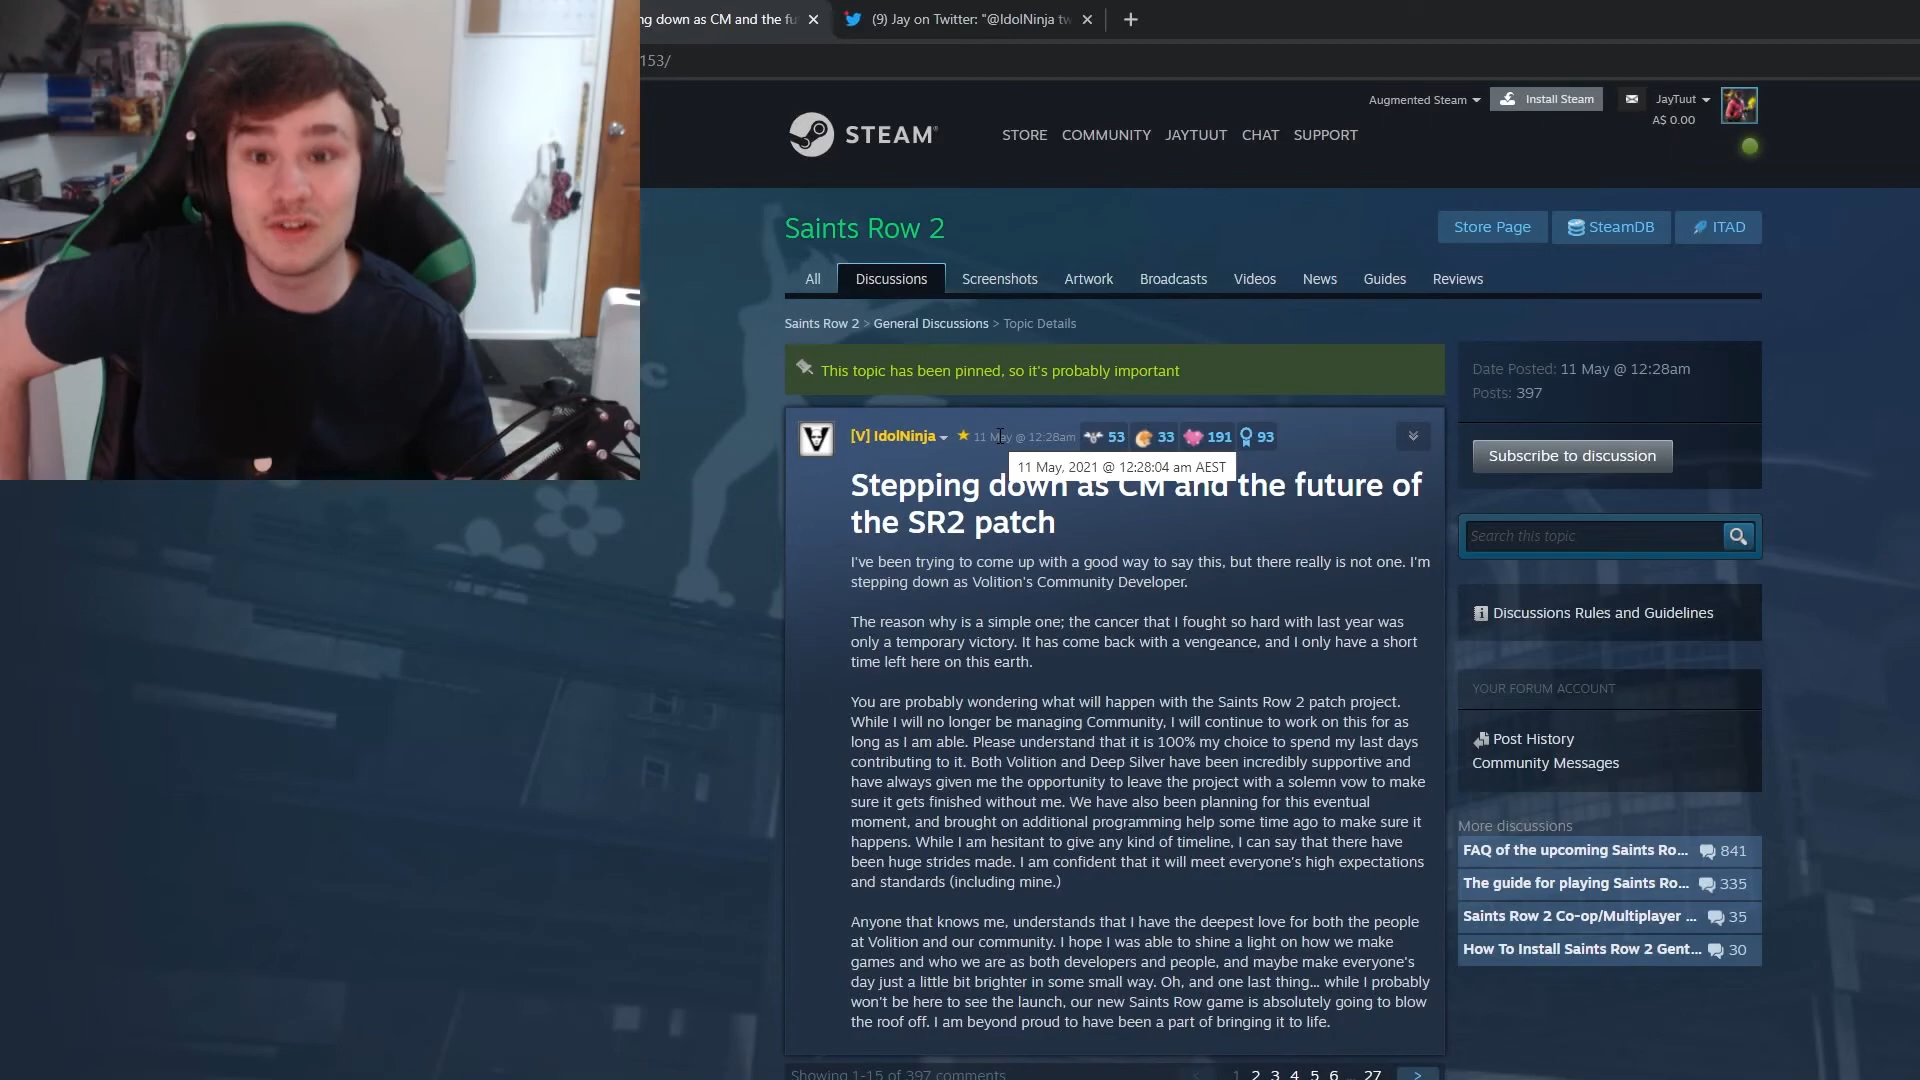 ng down as CM and the fu
(9) Jay on Twitter: "@IdolNinja tw
153/
Augmented Steam
Install Steam
JayTuut
A$ 0.00
STEAM
STORE COMMUNITY JAYTUUT CHAT SUPPORT
Saints Row 2
Store Page
SteamDB
ITAD
All Discussions Screenshots Artwork Broadcasts Videos News Guides Reviews
Saints Row 2 > General Discussions > Topic Details
This topic has been pinned, so it's probably important
[V] IdolNinja 11 May @ 12:28am 53 33 191 93
11 May, 2021 @ 12:28:04 am AEST
Stepping down as CM and the future of
the SR2 patch
I've been trying to come up with a good way to say this, but there really is not one. I'm
stepping down as Volition's Community Developer.
The reason why is a simple one; the cancer that I fought so hard with last year was
only a temporary victory. It has come back with a vengeance, and I only have a short
time left here on this earth.
You are probably wondering what will happen with the Saints Row 2 patch project.
While I will no longer be managing Community, I will continue to work on this for as
long as I am able. Please understand that it is 100% my choice to spend my last days
contributing to it. Both Volition and Deep Silver have been incredibly supportive and
have always given me the opportunity to leave the project with a solemn vow to make
sure it gets finished without me. We have also been planning for this eventual
moment, and brought on additional programming help some time ago to make sure it
happens. While I am hesitant to give any kind of timeline, I can say that there have
been huge strides made. I am confident that it will meet everyone's high expectations
and standards (including mine.)
Anyone that knows me, understands that I have the deepest love for both the people
at Volition and our community. I hope I was able to shine a light on how we make
games and who we are as both developers and people, and maybe make everyone's
day just a little bit brighter in some small way. Oh, and one last thing... while I probably
won't be here to see the launch, our new Saints Row game is absolutely going to blow
the roof off. I am beyond proud to have been a part of bringing it to life.
Showing 1-15 of 397 comments
< 1 2 3 4 5 6 ... 27 >
Date Posted: 11 May @ 12:28am
Posts: 397
Subscribe to discussion
Search this topic
Discussions Rules and Guidelines
YOUR FORUM ACCOUNT
Post History
Community Messages
More discussions
FAQ of the upcoming Saints Ro... 841
The guide for playing Saints Ro... 335
Saints Row 2 Co-op/Multiplayer ... 35
How To Install Saints Row 2 Gent... 30